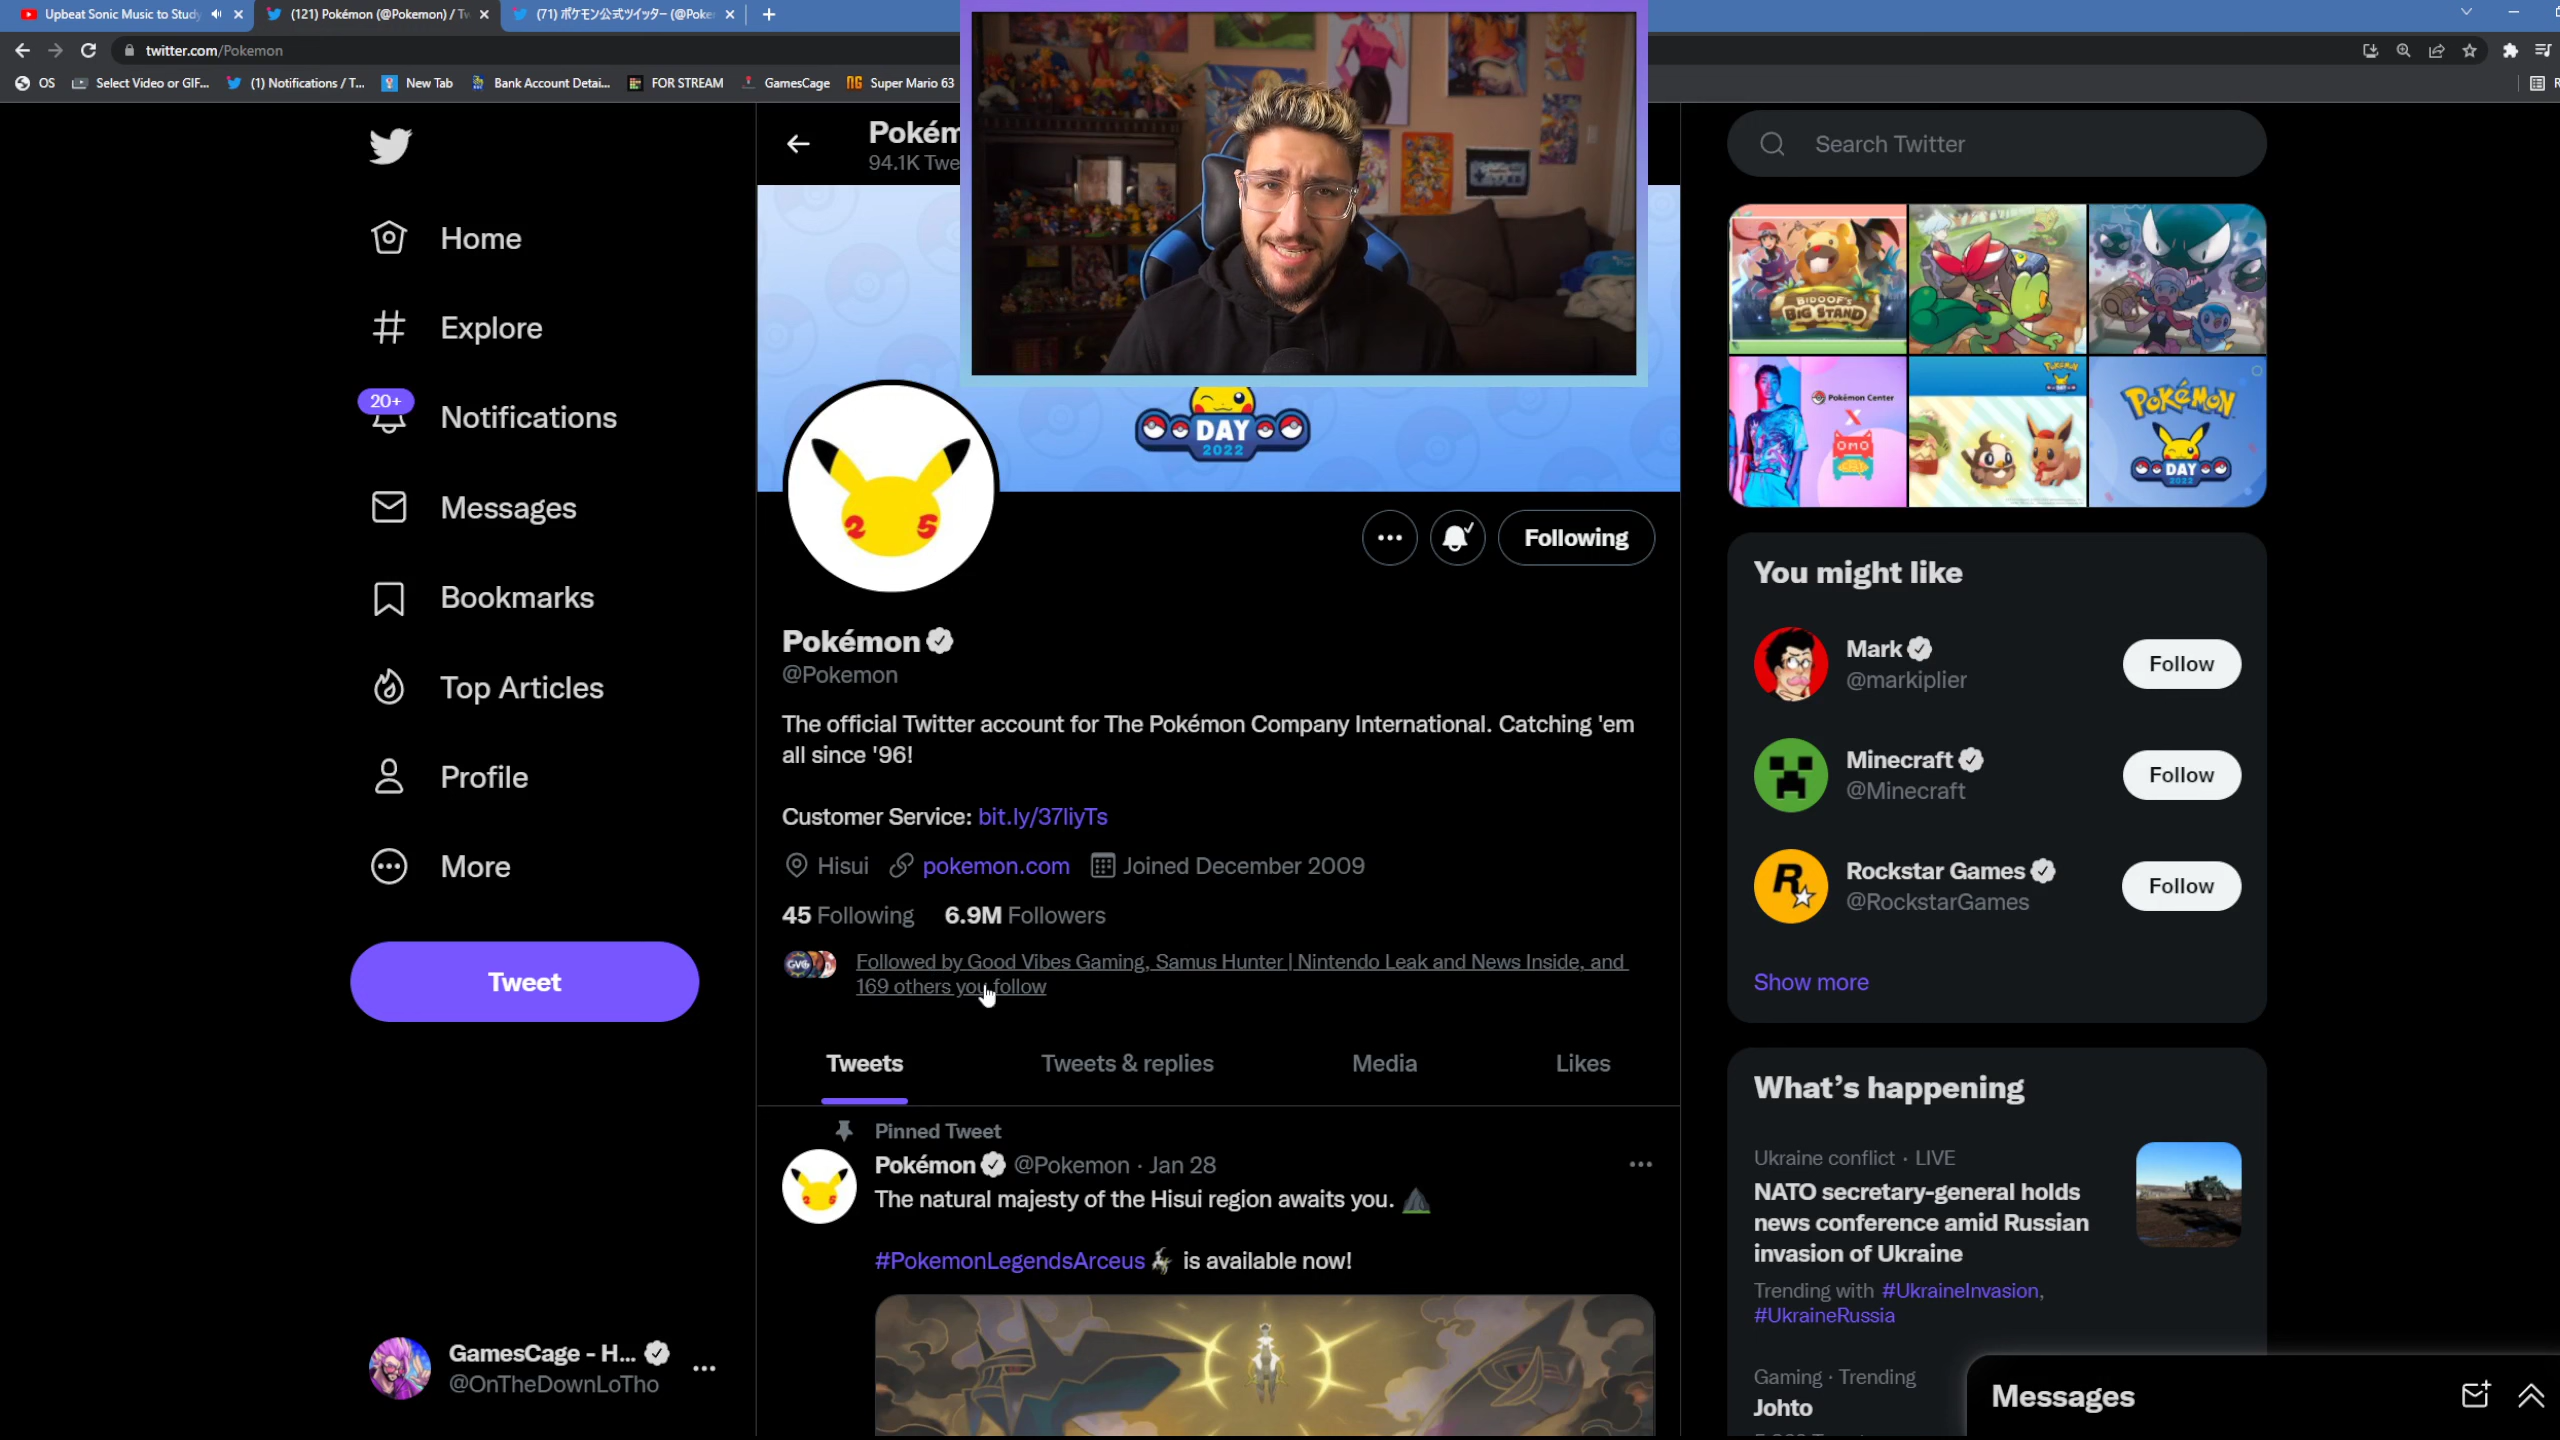 Upbeat Sonic Music to Study
(121) Pokémon (@Pokemon) / Tw
(71) ポケモン公式ツイッター (@Poke
twitter.com/Pokemon
OS
Select Video or GIF...
(1) Notifications / T...
New Tab
Bank Account Detai...
FOR STREAM
GamesCage
Super Mario 63
Home
Explore
20+
Notifications
Messages
Bookmarks
Top Articles
Profile
More
Tweet
GamesCage - H...
@OnTheDownLoTho
Pokém
94.1K Twe
DAY
2022
2 5
Following
Pokémon
@Pokemon
The official Twitter account for The Pokémon Company International. Catching 'em
all since '96!
Customer Service: bit.ly/37liyTs
Hisui pokemon.com Joined December 2009
45 Following 6.9M Followers
GVG
Followed by Good Vibes Gaming, Samus Hunter | Nintendo Leak and News Inside, and
169 others you follow
Tweets
Tweets & replies
Media
Likes
Pinned Tweet
Pokémon @Pokemon · Jan 28
The natural majesty of the Hisui region awaits you.
#PokemonLegendsArceus is available now!
Search Twitter
BIDOOF'S
BIG STAND
Pokémon Center
X
OMO
POKÉMON
DAY
2022
You might like
Mark
@markiplier
Follow
Minecraft
@Minecraft
Follow
Rockstar Games
@RockstarGames
Follow
Show more
What's happening
Ukraine conflict · LIVE
NATO secretary-general holds
news conference amid Russian
invasion of Ukraine
Trending with #UkraineInvasion,
#UkraineRussia
Gaming · Trending
Johto
Messages